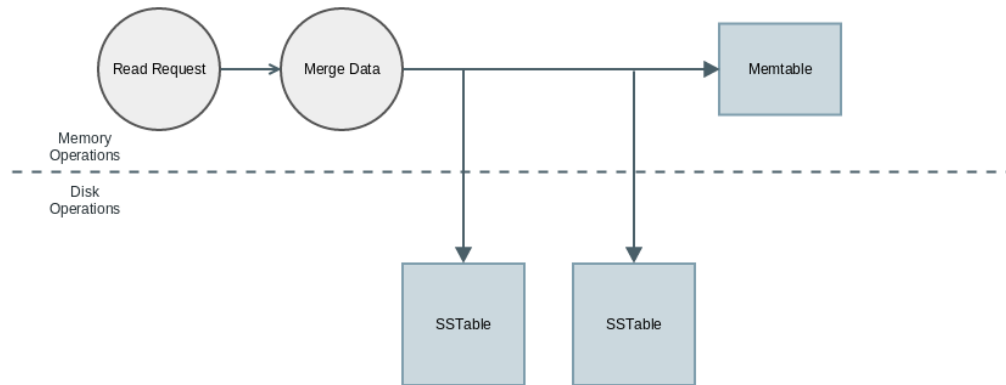 Read Request
Merge Data
Memtable
Memory
Operations
Disk
Operations
SSTable
SSTable